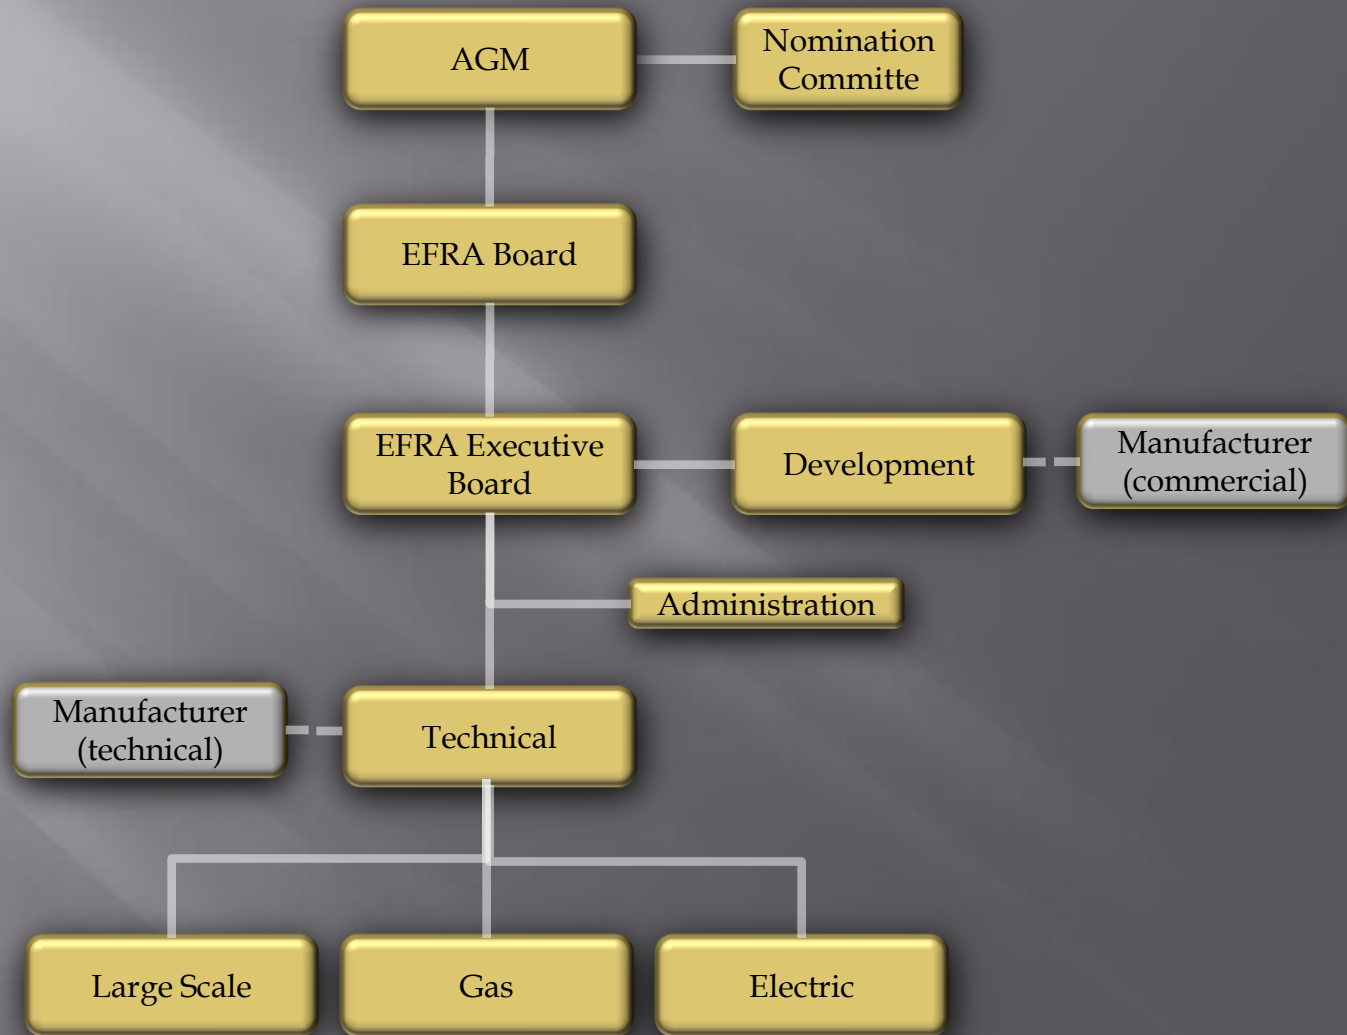 AGM
Nomination
Committe
EFRA Board
EFRA Executive
Board
Development
Manufacturer
(commercial)
Administration
Manufacturer
(technical)
Technical
Large Scale
Gas
Electric